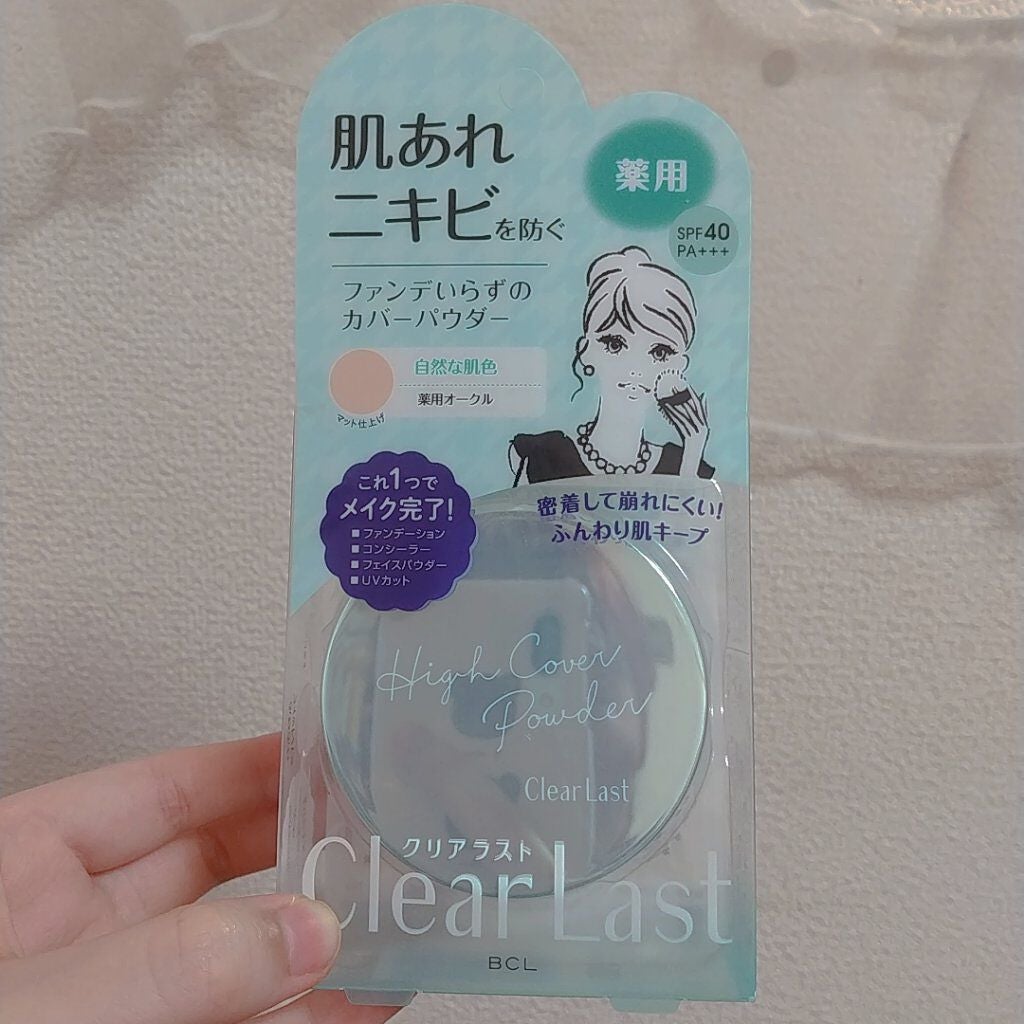 肌あれ
ニキビを防ぐ
薬用
SPF40
PA+++
ファンデいらずの
カバーパウダー
自然な肌色
薬用オークル
マット仕上げ
これ1つで
メイク完了!
■ファンデーション
■コンシーラー
■フェイスパウダー
■UVカット
密着して崩れにくい!
ふんわり肌キープ
High Cover
Powder
Clear Last
クリアラスト
Clear Last
BCL